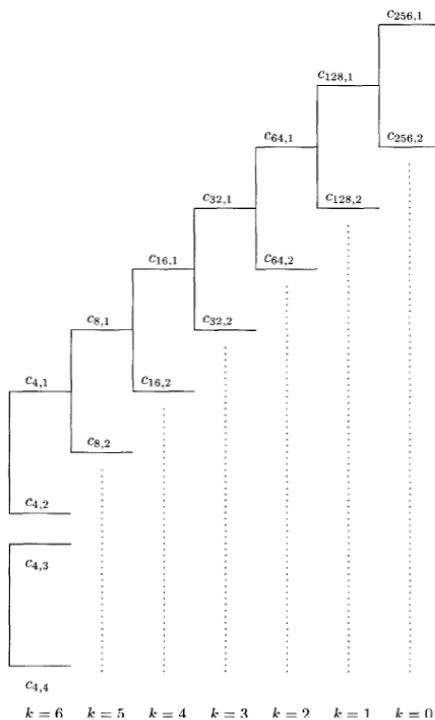 c256,1
c128,1
c64,1
c256,2
c32,1
c128,2
c16,1
c64,2
c8,1
c32,2
c4,1
c16,2
c8,2
c4,2
c4,3
c4,4
k = 6 k = 5 k = 4 k = 3 k = 2 k = 1 k = 0